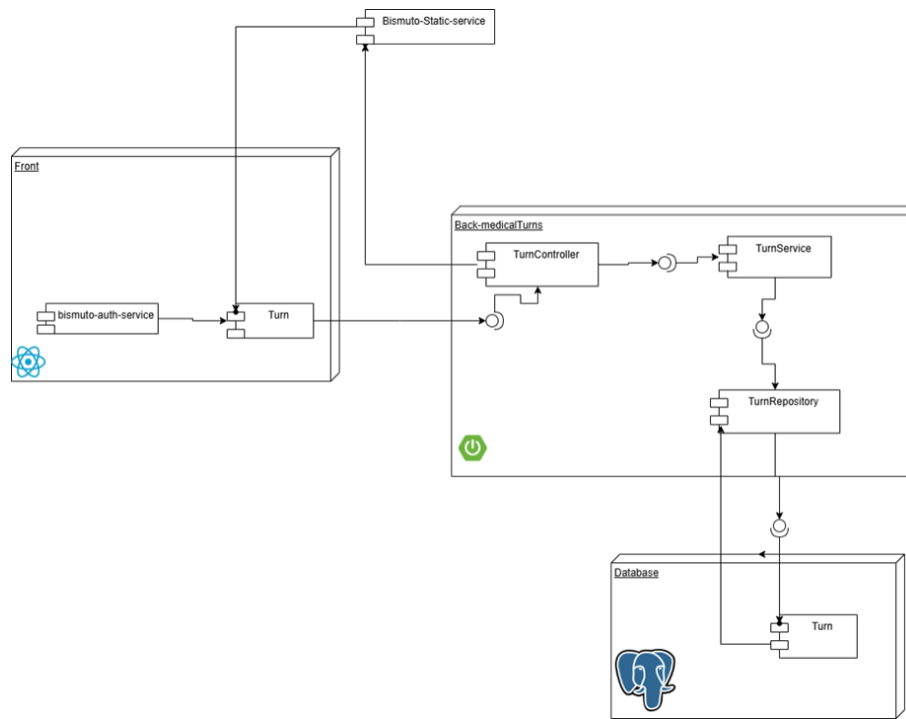 Bismuto-Static-service
Front
Back-medicalTurns
TurnController
TurnService
bismuto-auth-service
Turn
TurnRepository
Database
Turn